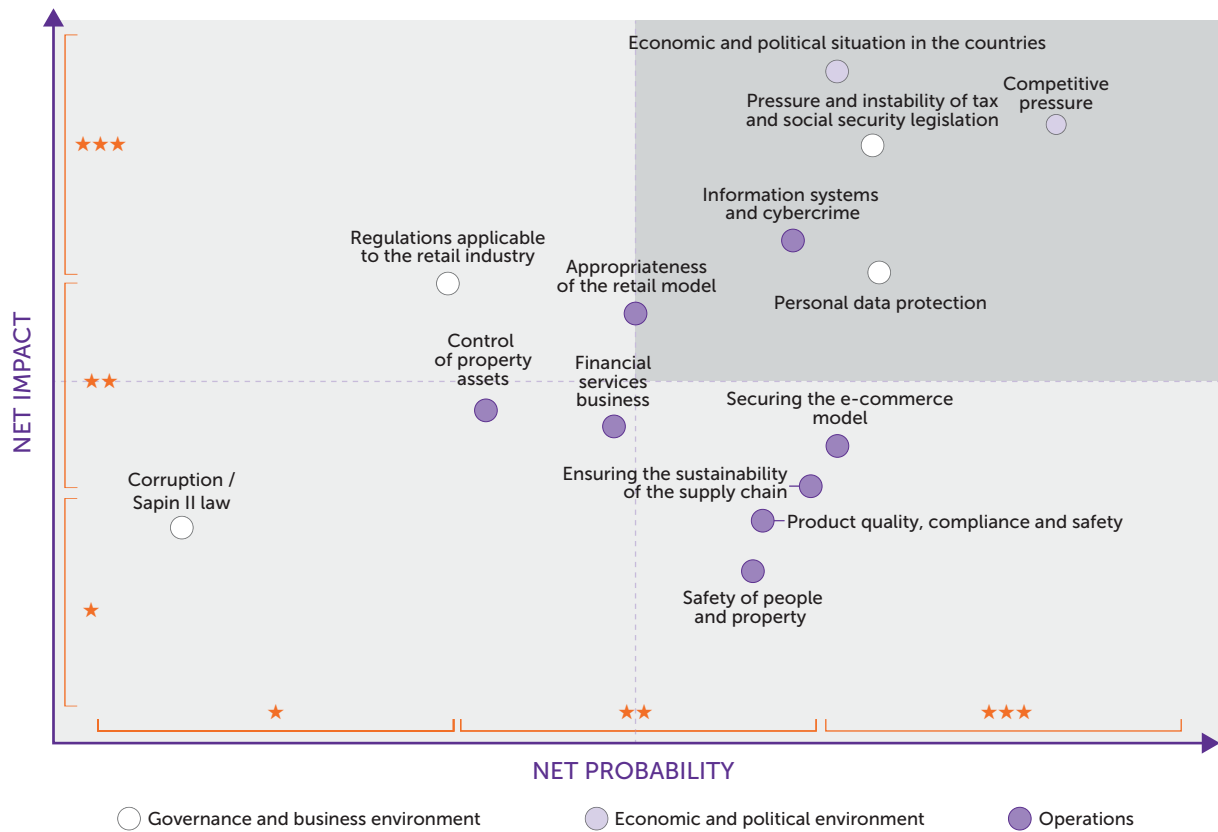 Economic and political situation in the countries
Competitive
pressure
Pressure and instability of tax
and social security legislation
★★★
Information systems
and cybercrime
Regulations applicable
to the retail industry
Appropriateness
of the retail model
Personal data protection
Control
of property
assets
Financial
services
business
★★
NET IMPACT
Securing the e-commerce
model
Ensuring the sustainability
of the supply chain
Corruption /
Sapin II law
Product quality, compliance and safety
Safety of people
and property
★
★
★★
★★★
NET PROBABILITY
Governance and business environment
Economic and political environment
Operations